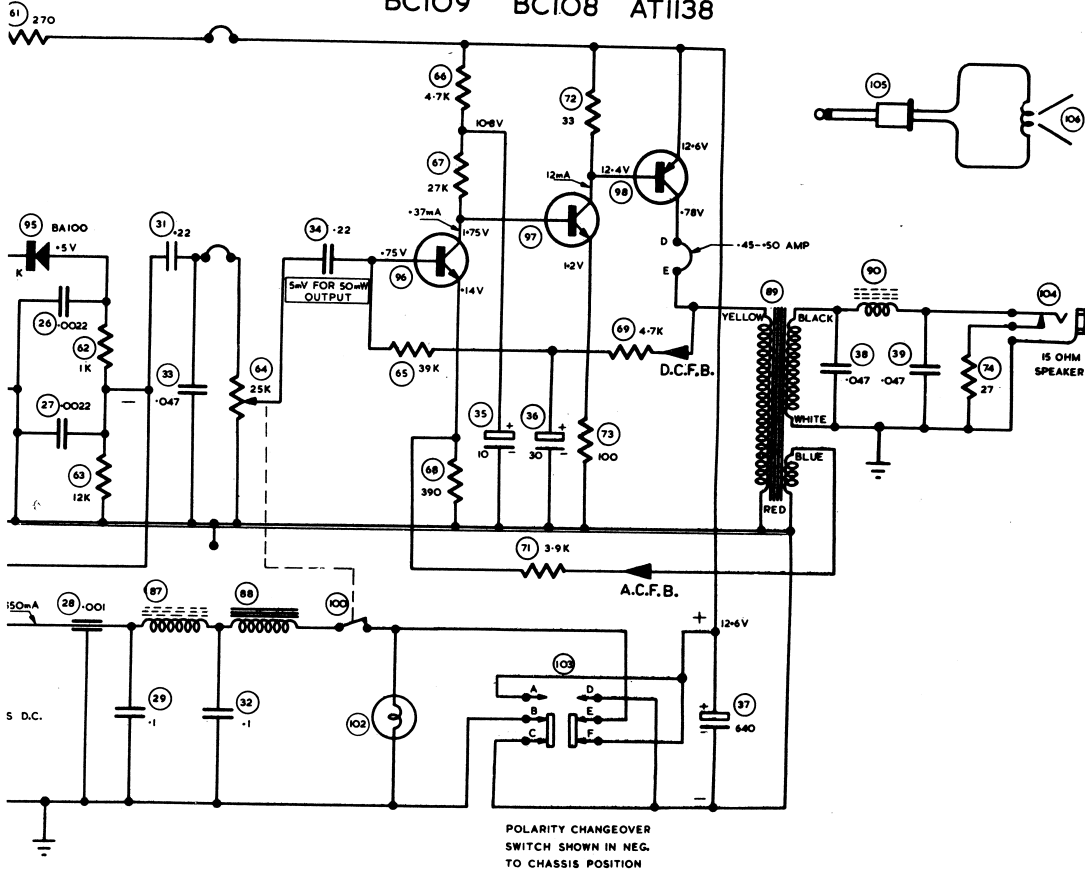 BC109 BC108 AT1138
61 270
66
4.7K
10.8V
72
33
67
27K
12mA
12.4V
12.6V
98
.78V
105
106
95 BA100
.5V
K
31
.22
34 .22
.37mA
1.75V
.75V
5mV FOR 50mW
OUTPUT
96
.14V
97
1.2V
D
E
.45-.50 AMP
26 .0022
62
1K
33
.047
64
25K
65
39K
69 4.7K
D.C.F.B.
YELLOW
89
BLACK
90
104
38
.047
39
.047
74
27
15 OHM
SPEAKER
27 .0022
63
12K
35
+
10
-
36
+
30
-
73
100
68
390
WHITE
BLUE
RED
71 3.9K
A.C.F.B.
28 .001
87
88
100
350mA
29
.1
32
.1
S D.C.
102
103
A
B
C
D
E
F
+
12.6V
37
+
640
-
-
POLARITY CHANGEOVER
SWITCH SHOWN IN NEG.
TO CHASSIS POSITION